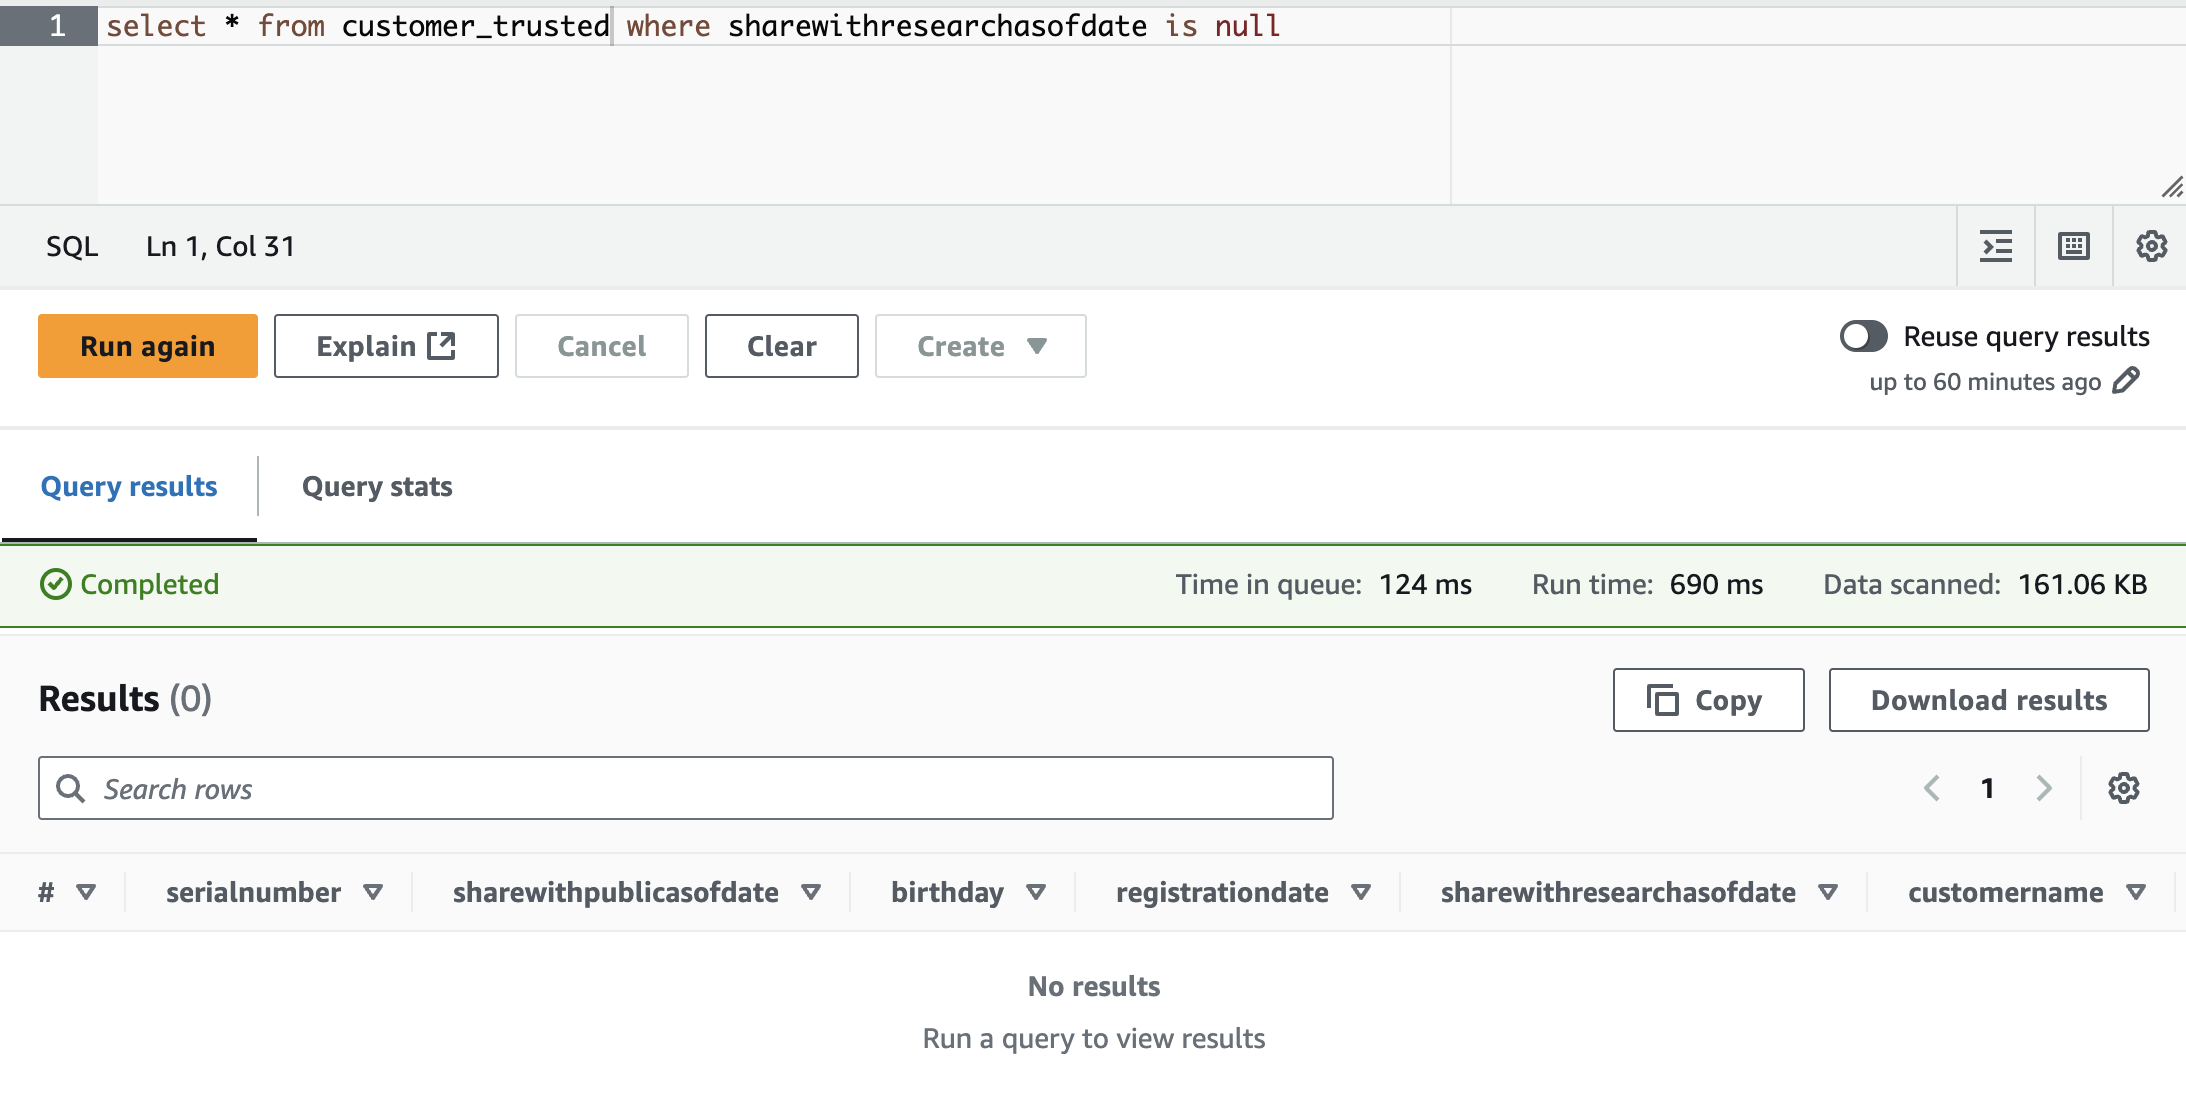 1 select * from customer_trusted where sharewithresearchasofdate is null
SQL Ln 1, Col 31
Run again Explain Cancel Clear Create Reuse query results
up to 60 minutes ago
Query results Query stats
Completed Time in queue: 124 ms Run time: 690 ms Data scanned: 161.06 KB
Results (0) Copy Download results
Search rows 1
# serialnumber sharewithpublicasofdate birthday registrationdate sharewithresearchasofdate customername
No results
Run a query to view results